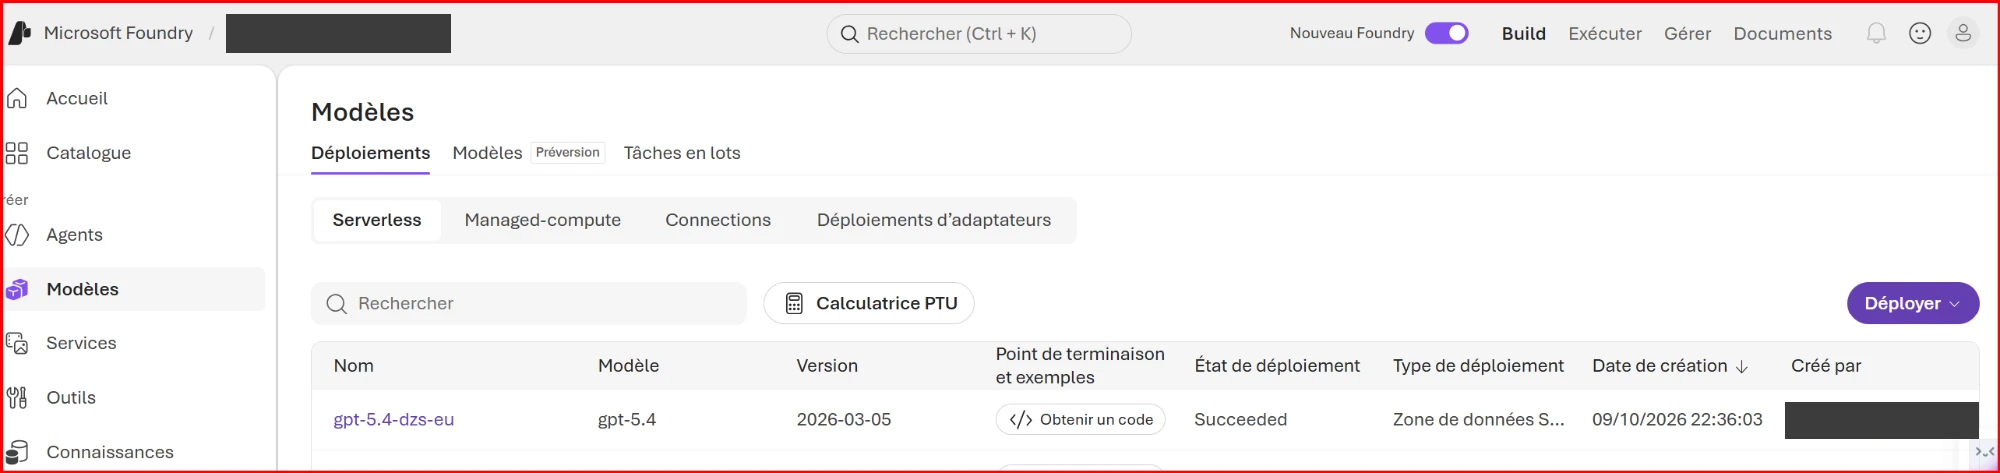 Microsoft Foundry /
Rechercher (Ctrl + K)
Nouveau Foundry
Build
Exécuter
Gérer
Documents
Accueil
Catalogue
réer
Agents
Modèles
Services
Outils
Connaissances
Modèles
Déploiements
Modèles
Préversion
Tâches en lots
Serverless
Managed-compute
Connections
Déploiements d’adaptateurs
Rechercher
Calculatrice PTU
Déployer
Nom
Modèle
Version
Point de terminaison
et exemples
État de déploiement
Type de déploiement
Date de création
Créé par
gpt-5.4-dzs-eu
gpt-5.4
2026-03-05
Obtenir un code
Succeeded
Zone de données S...
09/10/2026 22:36:03